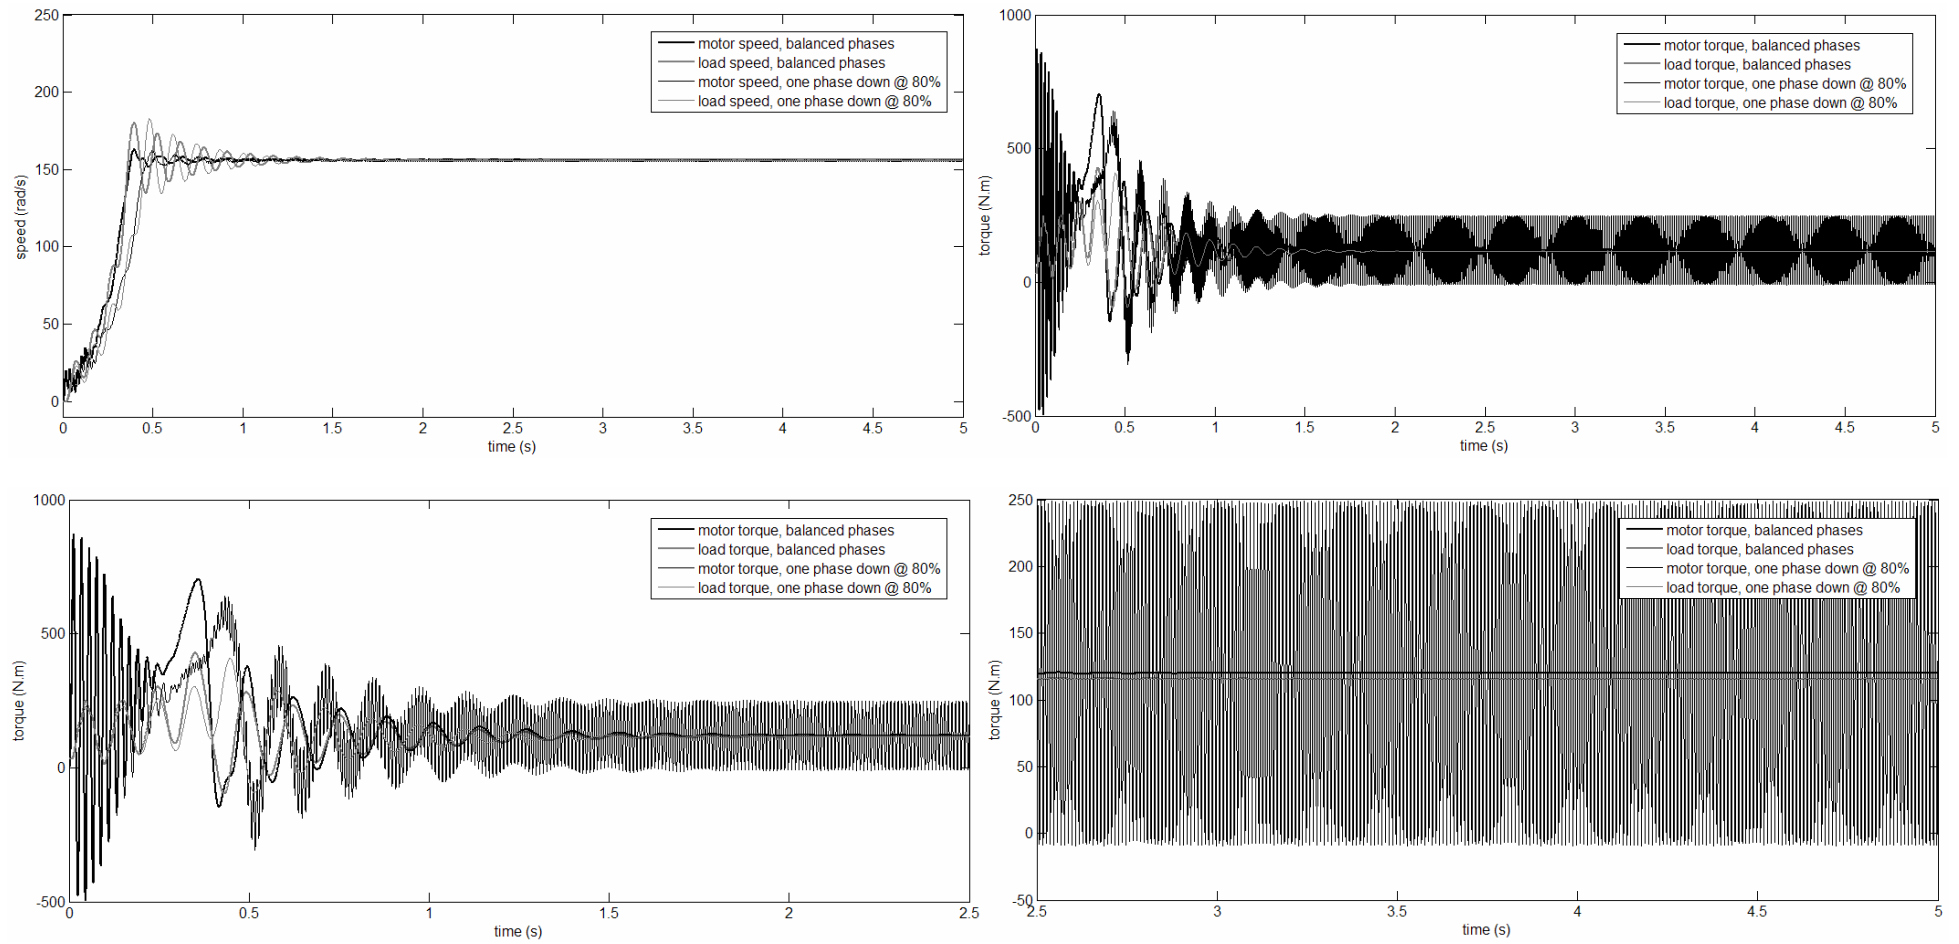 250
200
150
100
50
0
speed (rad/s)
motor speed, balanced phases
load speed, balanced phases
motor speed, one phase down @ 80%
load speed, one phase down @ 80%
0 0.5 1 1.5 2 2.5 3 3.5 4 4.5 5
time (s)
1000
500
0
-500
torque (N.m)
motor torque, balanced phases
load torque, balanced phases
motor torque, one phase down @ 80%
load torque, one phase down @ 80%
0 0.5 1 1.5 2 2.5 3 3.5 4 4.5 5
time (s)
1000
500
0
-500
torque (N.m)
motor torque, balanced phases
load torque, balanced phases
motor torque, one phase down @ 80%
load torque, one phase down @ 80%
0 0.5 1 1.5 2 2.5
time (s)
250
200
150
100
50
0
-50
torque (N.m)
motor torque, balanced phases
load torque, balanced phases
motor torque, one phase down @ 80%
load torque, one phase down @ 80%
2.5 3 3.5 4 4.5 5
time (s)